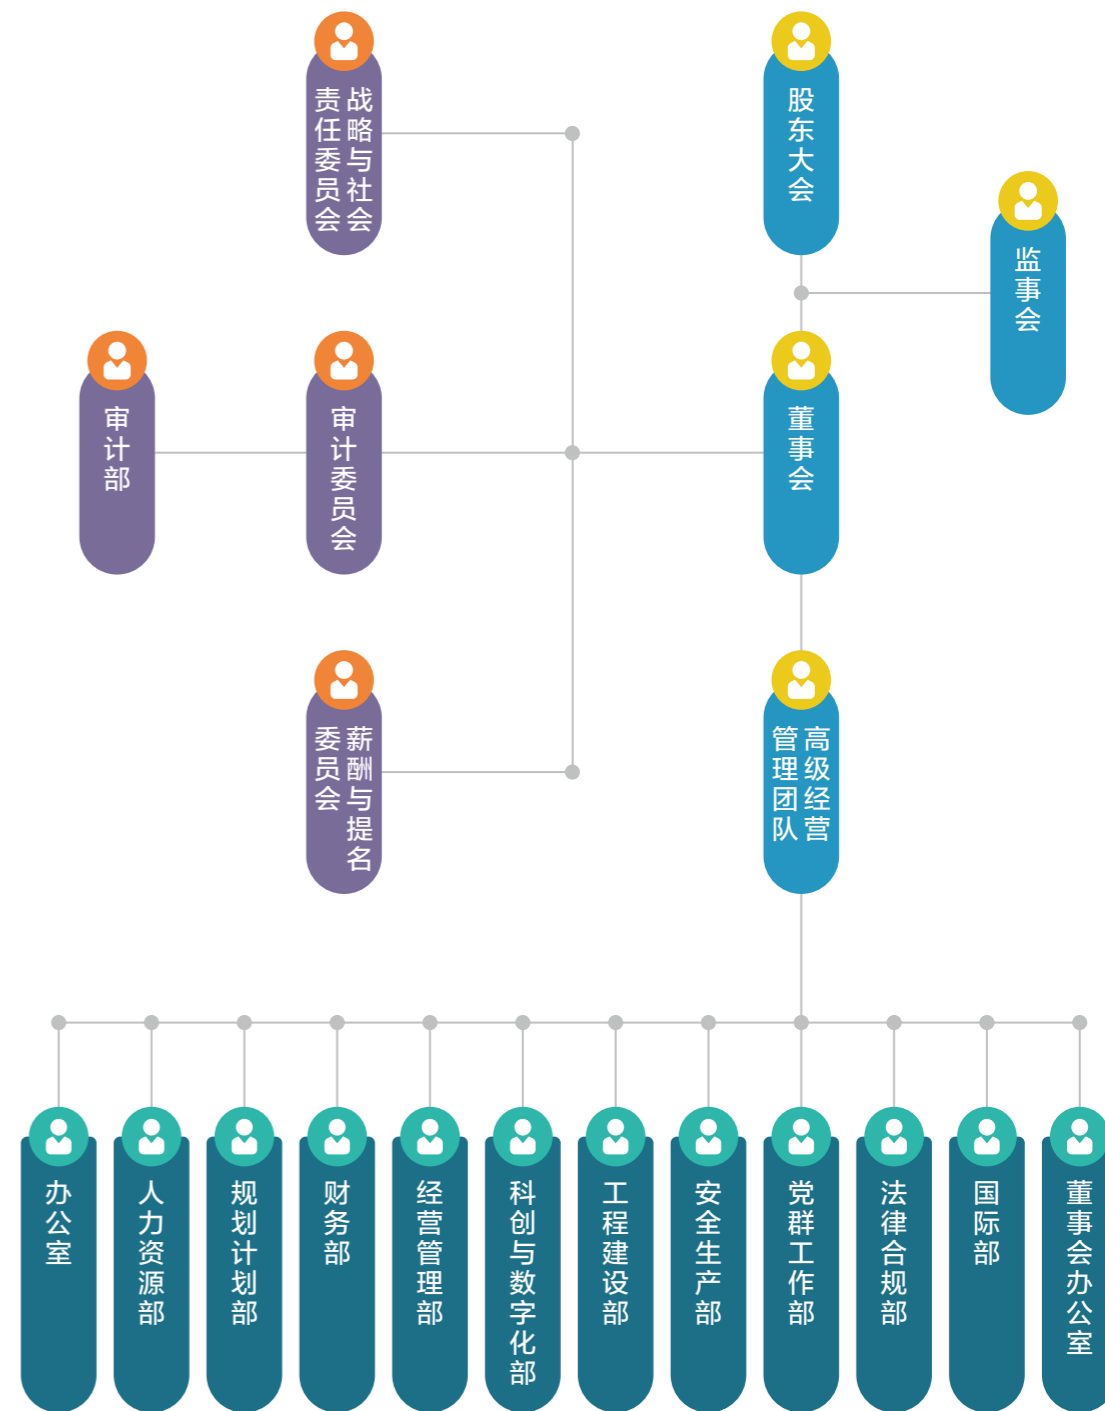 战略与社会
责任委员会
股东大会
监事会
审计部
审计委员会
董事会
薪酬与提名
委员会
高级经营
管理团队
办公室
人力资源部
规划计划部
财务部
经营管理部
科创与数字化部
工程建设部
安全生产部
党群工作部
法律合规部
国际部
董事会办公室